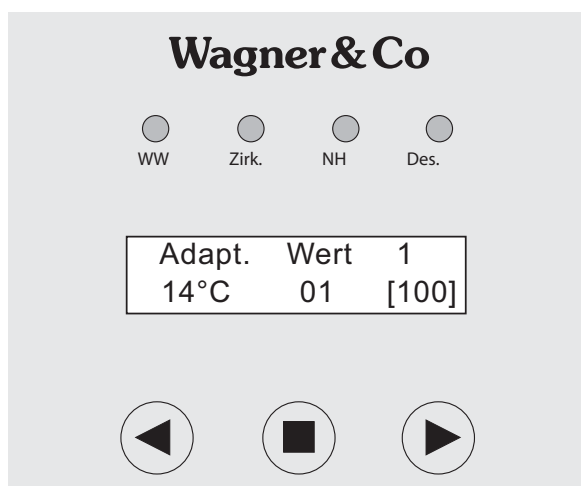 Wagner & Co
WW Zirk. NH Des.
Adapt. Wert 1
14°C 01 [100]